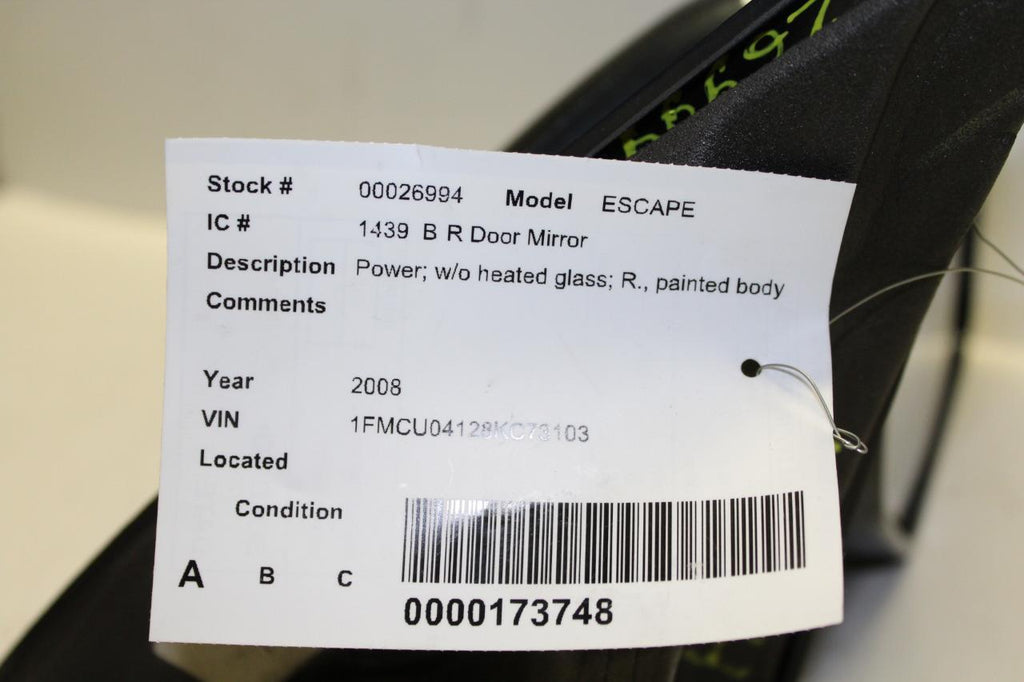 Stock # 00026994 Model ESCAPE
IC # 1439 B R Door Mirror
Description Power; w/o heated glass; R., painted body
Comments
Year 2008
VIN 1FMCU04128KC73103
Located
Condition
A B C
0000173748